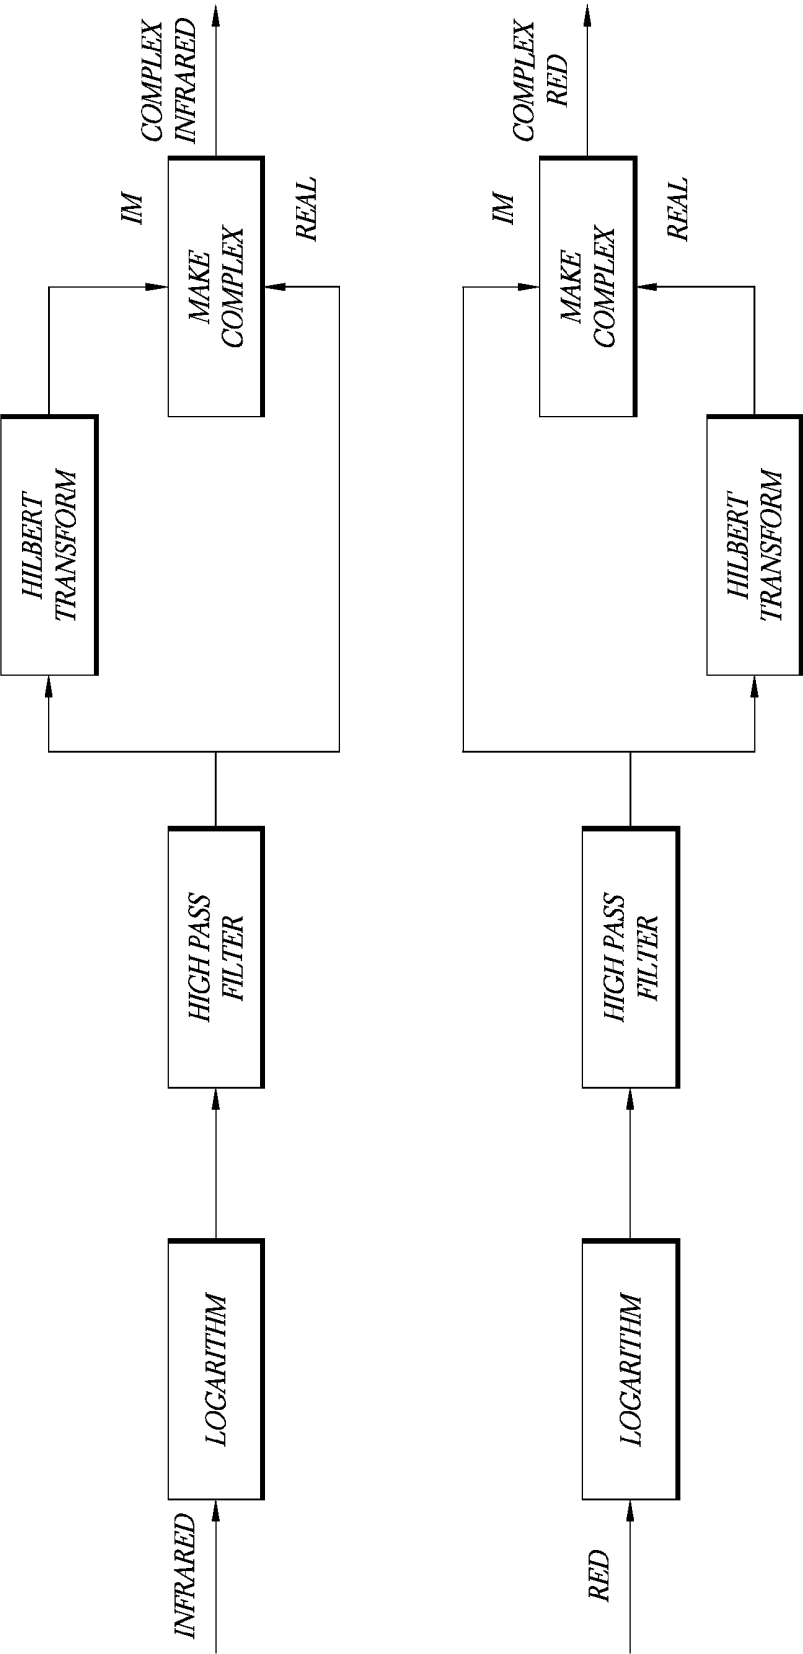 INFRARED
LOGARITHM
HIGH PASS
FILTER
HILBERT
TRANSFORM
IM
MAKE
COMPLEX
REAL
COMPLEX
INFRARED
RED
LOGARITHM
HIGH PASS
FILTER
HILBERT
TRANSFORM
IM
MAKE
COMPLEX
REAL
COMPLEX
RED